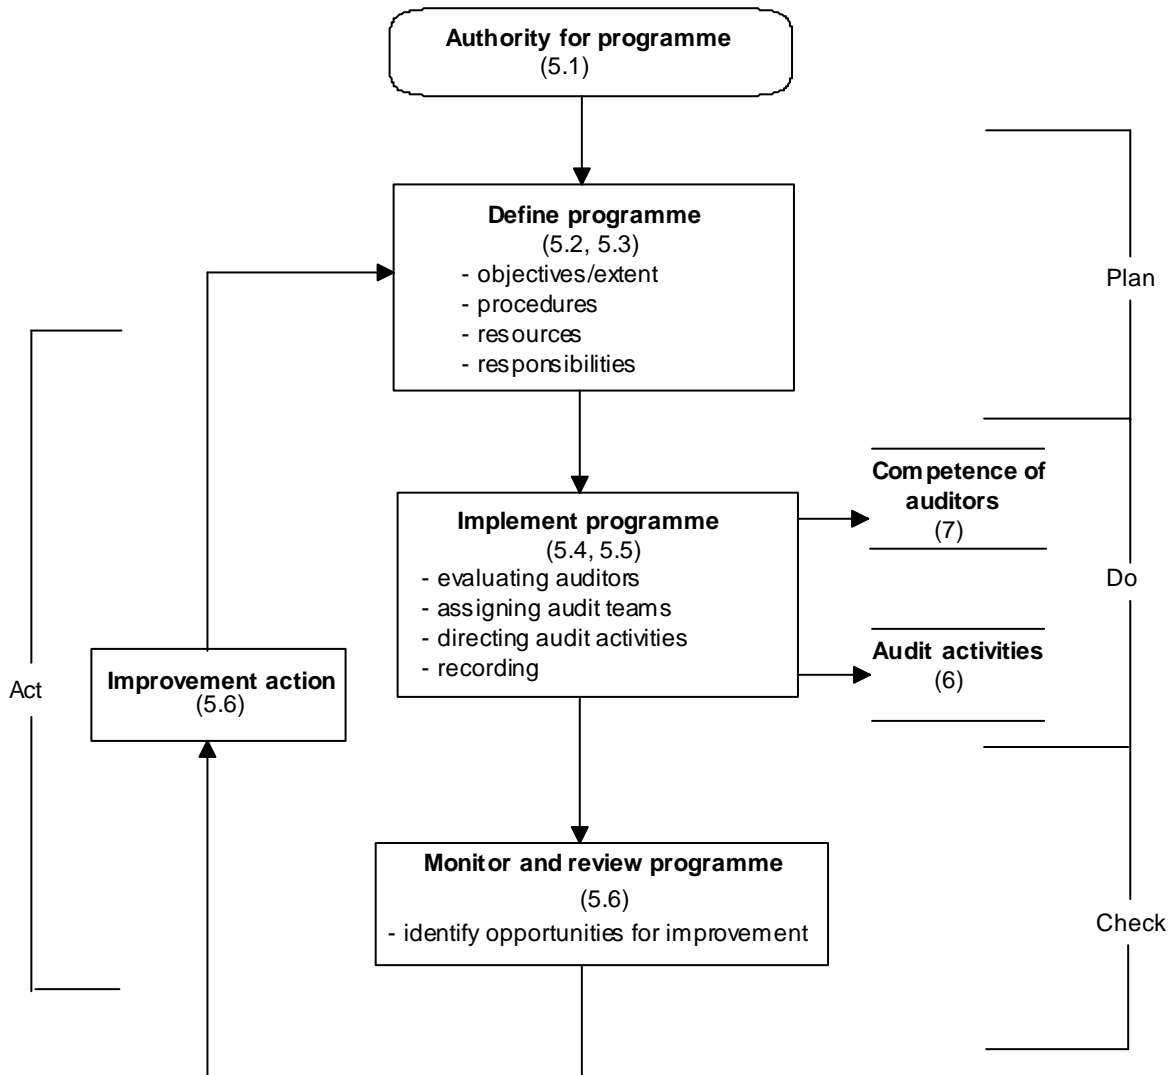 Authority for programme
(5.1)
Define programme
(5.2, 5.3)
- objectives/extent
- procedures
- resources
- responsibilities
Plan
Implement programme
(5.4, 5.5)
- evaluating auditors
- assigning audit teams
- directing audit activities
- recording
Competence of
auditors
(7)
Audit activities
(6)
Do
Act
Improvement action
(5.6)
Monitor and review programme
(5.6)
- identify opportunities for improvement
Check